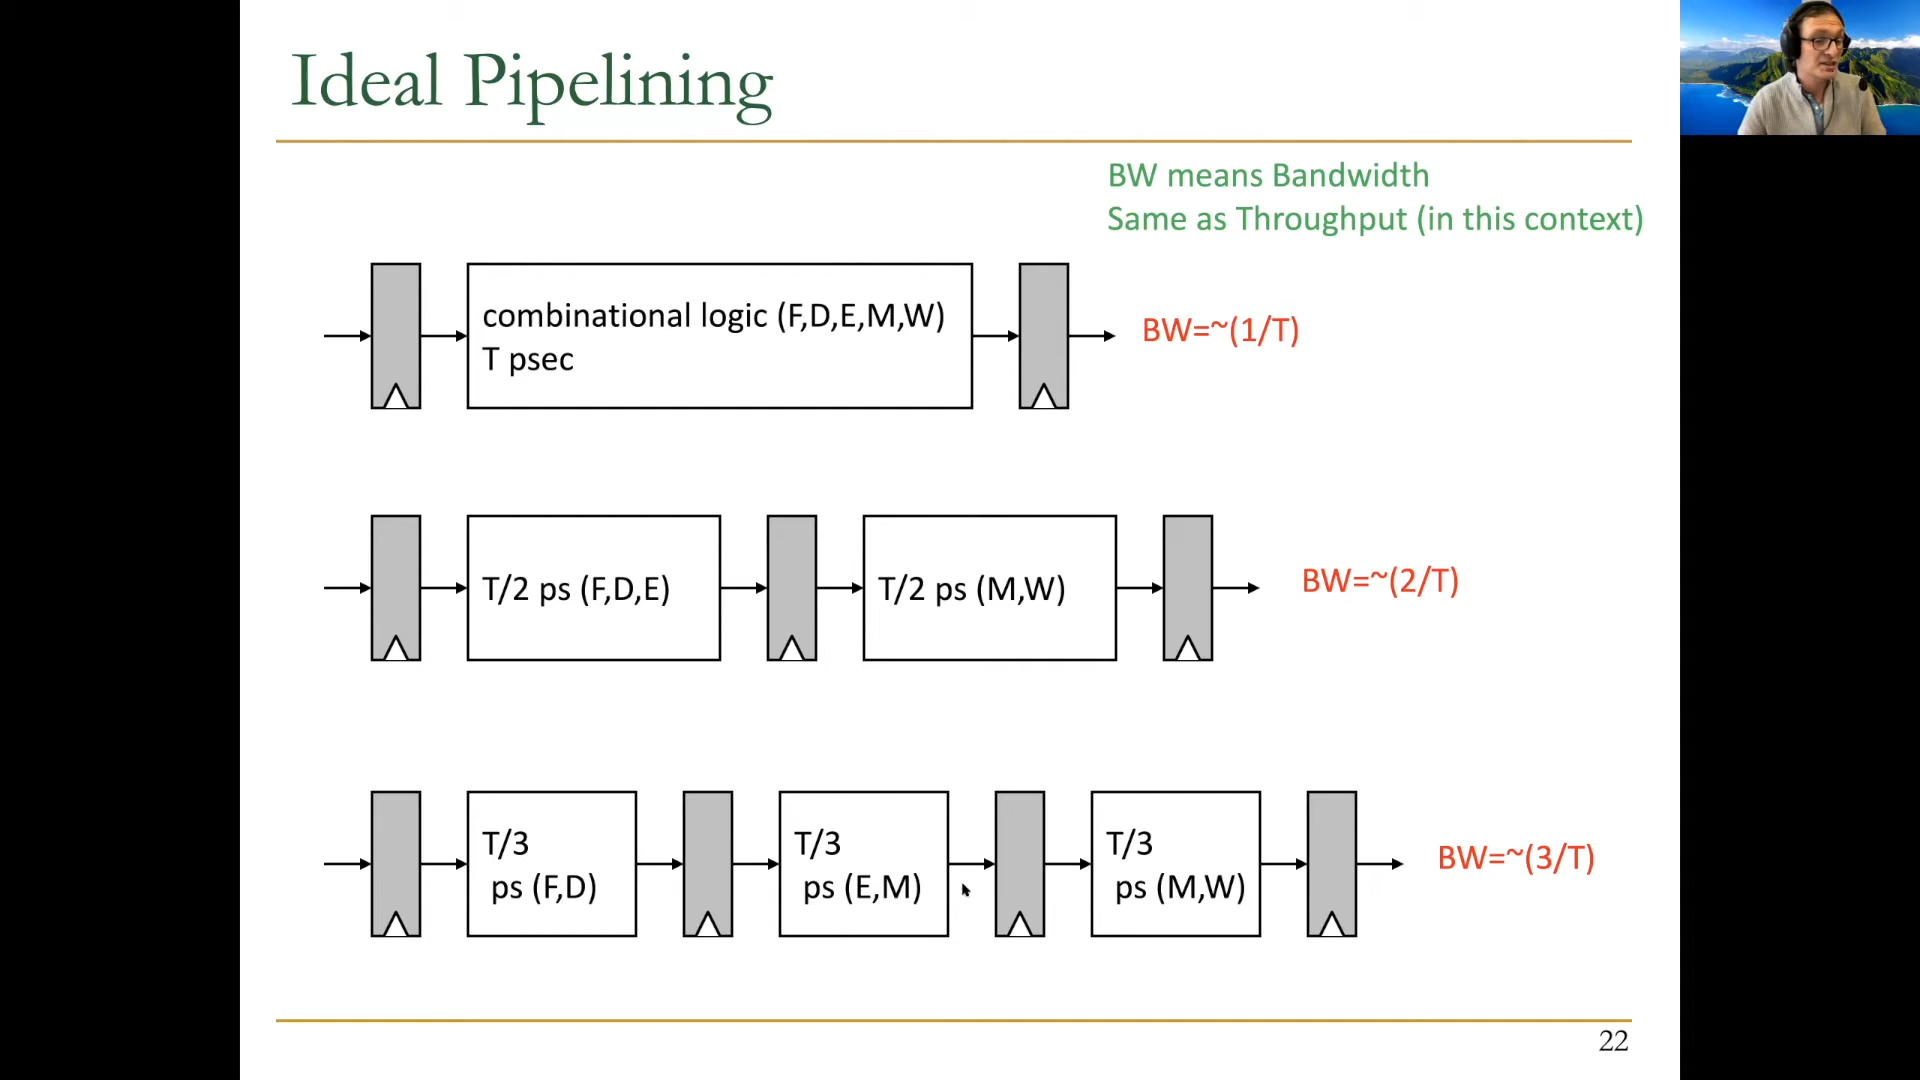 Ideal Pipelining
BW means Bandwidth
Same as Throughput (in this context)
combinational logic (F,D,E,M,W)
T psec
BW=~(1/T)
T/2 ps (F,D,E)
T/2 ps (M,W)
BW=~(2/T)
T/3
ps (F,D)
T/3
ps (E,M)
T/3
ps (M,W)
BW=~(3/T)
22